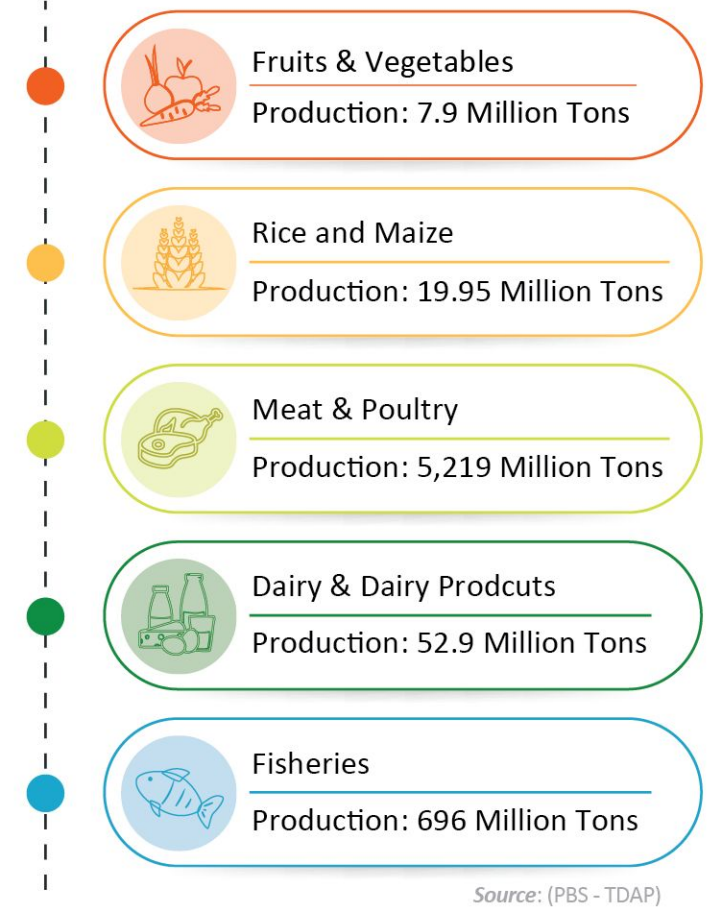 Fruits & Vegetables
Production: 7.9 Million Tons
Rice and Maize
Production: 19.95 Million Tons
Meat & Poultry
Production: 5,219 Million Tons
Dairy & Dairy Prodcuts
Production: 52.9 Million Tons
Fisheries
Production: 696 Million Tons
Source: (PBS - TDAP)